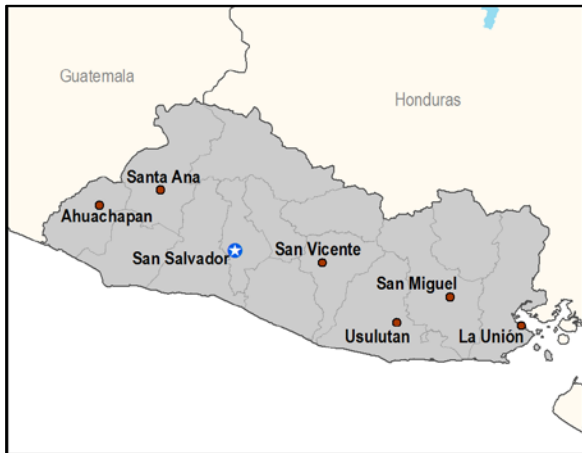 Guatemala
Honduras
Santa Ana
Ahuachapan
San Salvador
San Vicente
San Miguel
Usulutan
La Unión